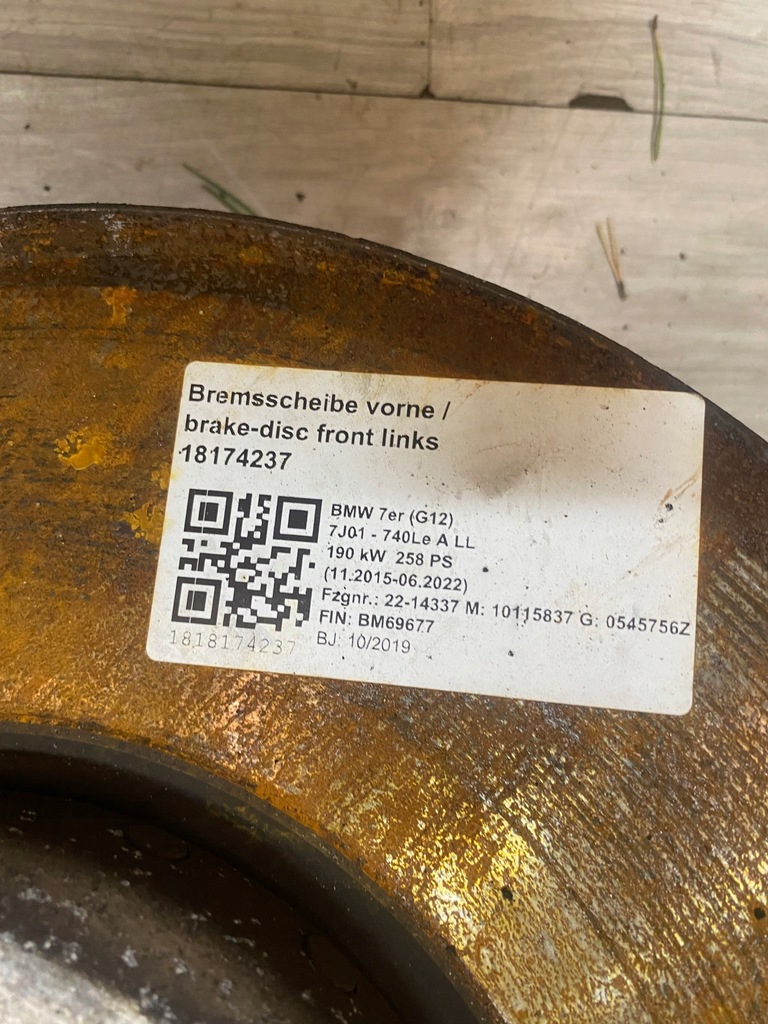 Bremsscheibe vorne /
brake-disc front links
18174237
BMW 7er (G12)
7J01 - 740Le A LL
190 kW 258 PS
(11.2015-06.2022)
Fzgnr.: 22-14337 M: 10115837 G: 0545756Z
FIN: BM69677
BJ: 10/2019
1818174237